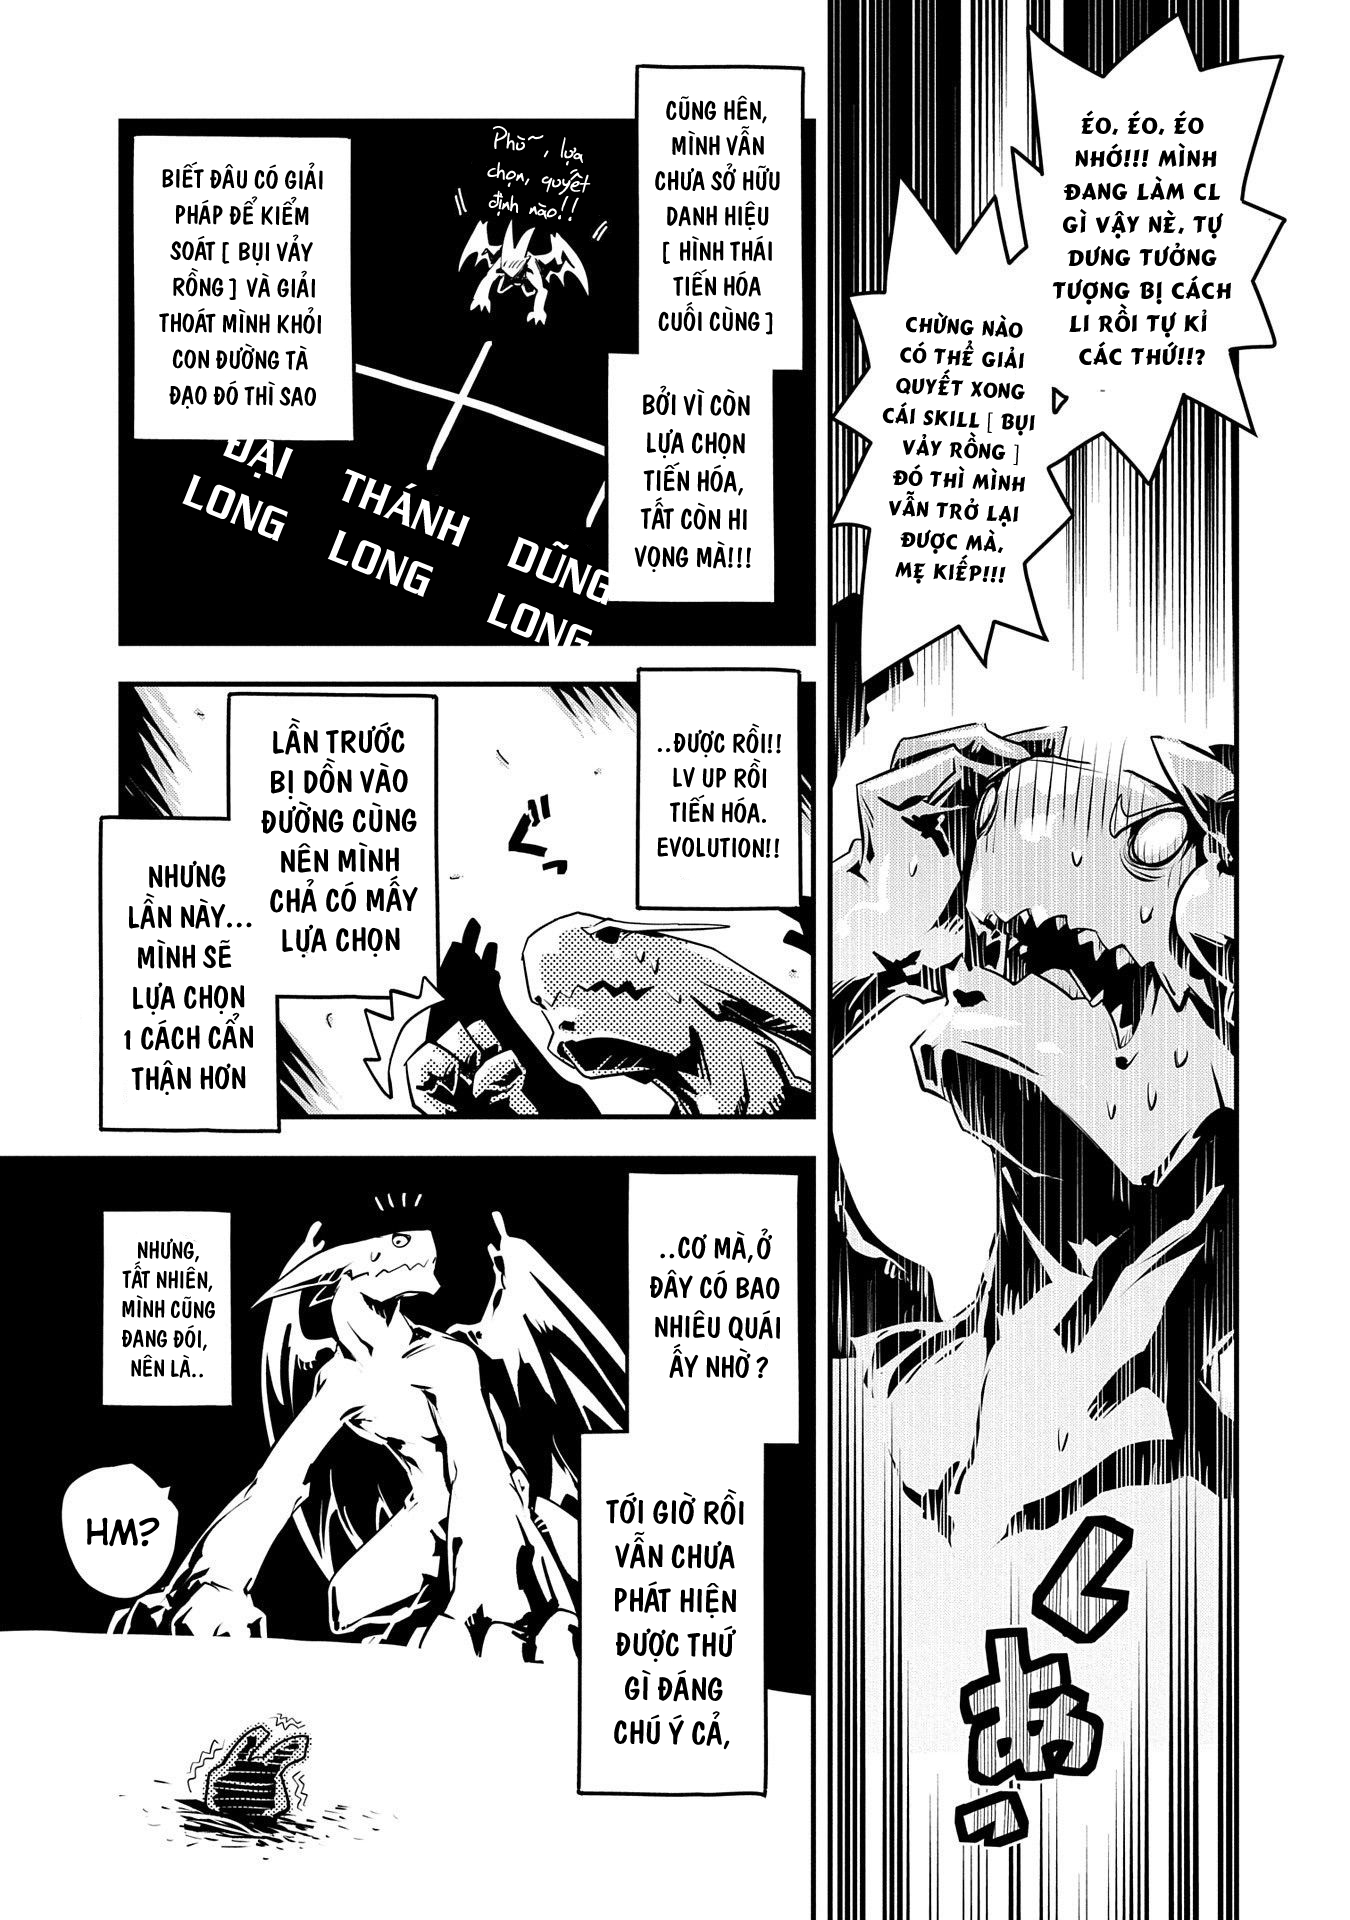 ÉO, ÉO, ÉO
NHỚ!!! MÌNH
ĐANG LÀM CL
GÌ VẬY NÈ, TỰ
DƯNG TƯỞNG
TƯỢNG BỊ CÁCH
LI RỒI TỰ KỈ
CÁC THỨ!!?
CHỪNG NÀO
CÓ THỂ GIẢI
QUYẾT XONG
CÁI SKILL [ BỤI
VẢY RỒNG ]
ĐÓ THÌ MÌNH
VẪN TRỞ LẠI
ĐƯỢC MÀ,
MẸ KIẾP!!!
くあっ
CŨNG HÊN,
MÌNH VẪN
CHƯA SỞ HỮU
DANH HIỆU
[ HÌNH THÁI
TIẾN HÓA
CUỐI CÙNG ]
BỞI VÌ CÒN
LỰA CHỌN
TIẾN HÓA,
TẤT CÒN HI
VỌNG MÀ!!!
Phù~, lựa
chọn, quyết
định nào!!
BIẾT ĐÂU CÓ GIẢI
PHÁP ĐỂ KIỂM
SOÁT [ BỤI VẢY
RỒNG ] VÀ GIẢI
THOÁT MÌNH KHỎI
CON ĐƯỜNG TÀ
ĐẠO ĐÓ THÌ SAO
ĐẠI
LONG
THÁNH
LONG
DŨNG
LONG
..ĐƯỢC RỒI!!
LV UP RỒI
TIẾN HÓA.
EVOLUTION!!
ぐっ
LẦN TRƯỚC
BỊ DỒN VÀO
ĐƯỜNG CÙNG
NÊN MÌNH
CHẢ CÓ MẤY
LỰA CHỌN
NHƯNG
LẦN NÀY...
MÌNH SẼ
LỰA CHỌN
1 CÁCH CẨN
THẬN HƠN
..CƠ MÀ,Ở
ĐÂY CÓ BAO
NHIÊU QUÁI
ẤY NHỜ ?
TỚI GIỜ RỒI
VẪN CHƯA
PHÁT HIỆN
ĐƯỢC THỨ
GÌ ĐÁNG
CHÚ Ý CẢ,
NHƯNG,
TẤT NHIÊN,
MÌNH CŨNG
ĐANG ĐÓI,
NÊN LÀ..
HM?